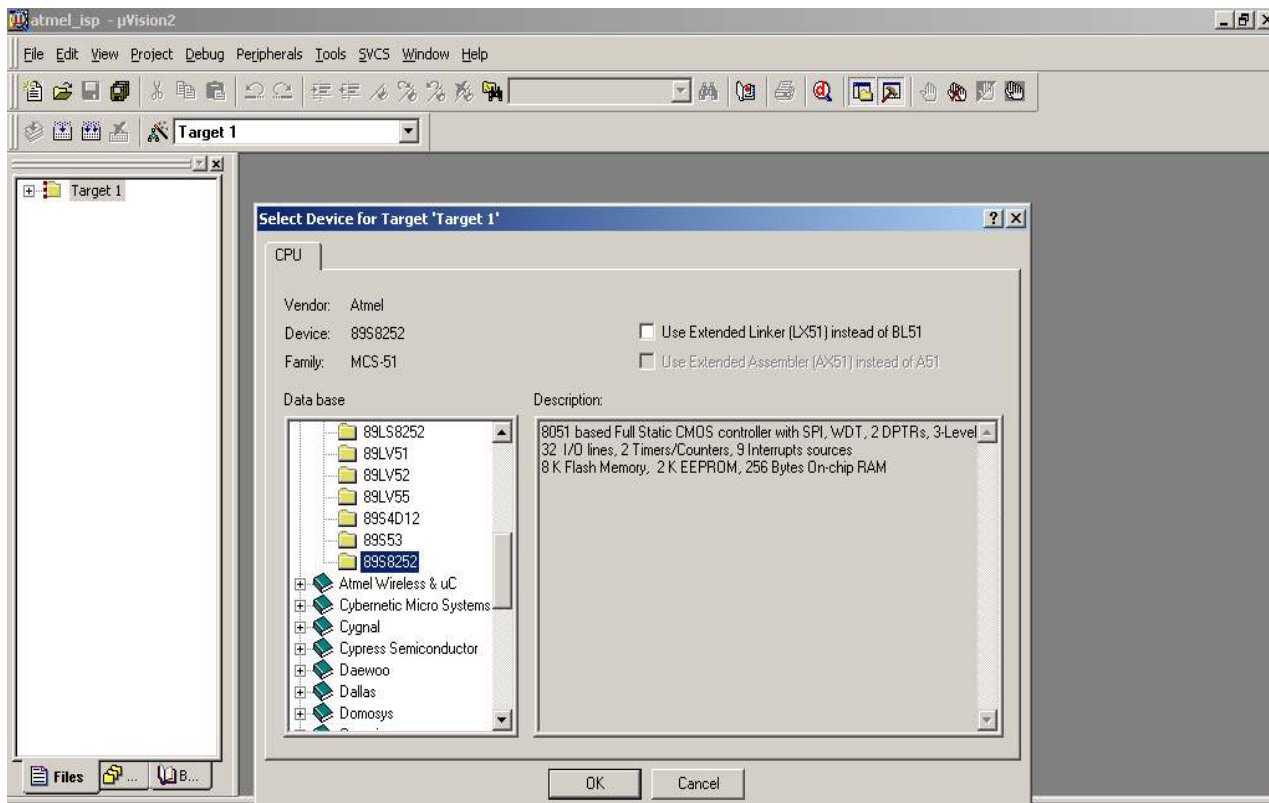 atmel_isp - µVision2
File Edit View Project Debug Peripherals Tools SVCS Window Help
Target 1
Target 1
Select Device for Target 'Target 1'
CPU
Vendor: Atmel
Device: 89S8252
Family: MCS-51
Use Extended Linker (LX51) instead of BL51
Use Extended Assembler (AX51) instead of A51
Data base
89LS8252
89LV51
89LV52
89LV55
89S4D12
89S53
89S8252
Atmel Wireless & uC
Cybernetic Micro Systems
Cygnal
Cypress Semiconductor
Daewoo
Dallas
Domosys
Description:
8051 based Full Static CMOS controller with SPI, WDT, 2 DPTRs, 3-Level
32 I/O lines, 2 Timers/Counters, 9 Interrupts sources
8 K Flash Memory, 2 K EEPROM, 256 Bytes On-chip RAM
Files ... B...
OK Cancel